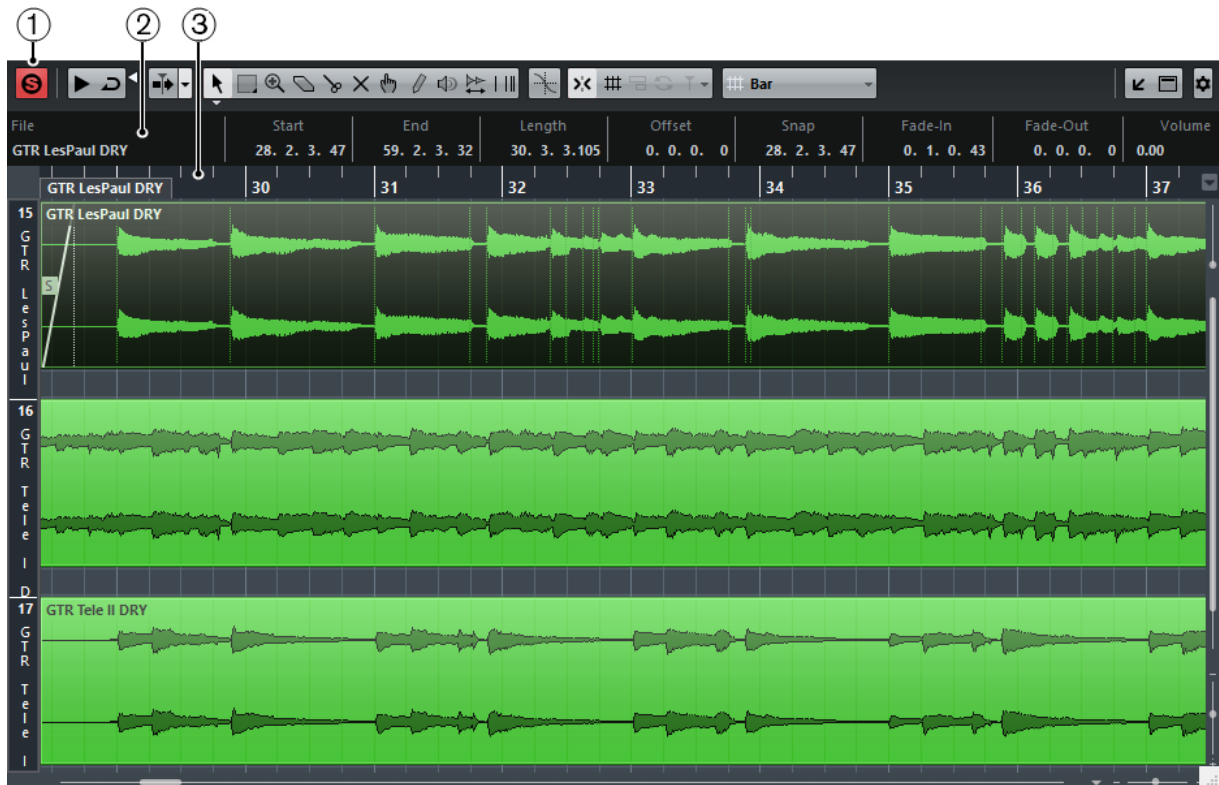 1 2 3
S Bar
File Start End Length Offset Snap Fade-In Fade-Out Volume
GTR LesPaul DRY 28. 2. 3. 47 59. 2. 3. 32 30. 3. 3.105 0. 0. 0. 0 28. 2. 3. 47 0. 1. 0. 43 0. 0. 0. 0 0.00
GTR LesPaul DRY 30 31 32 33 34 35 36 37
15 GTR LesPaul DRY
GTR LesPaul
S
16
GTR Tele I D
17 GTR Tele II DRY
GTR Tele I